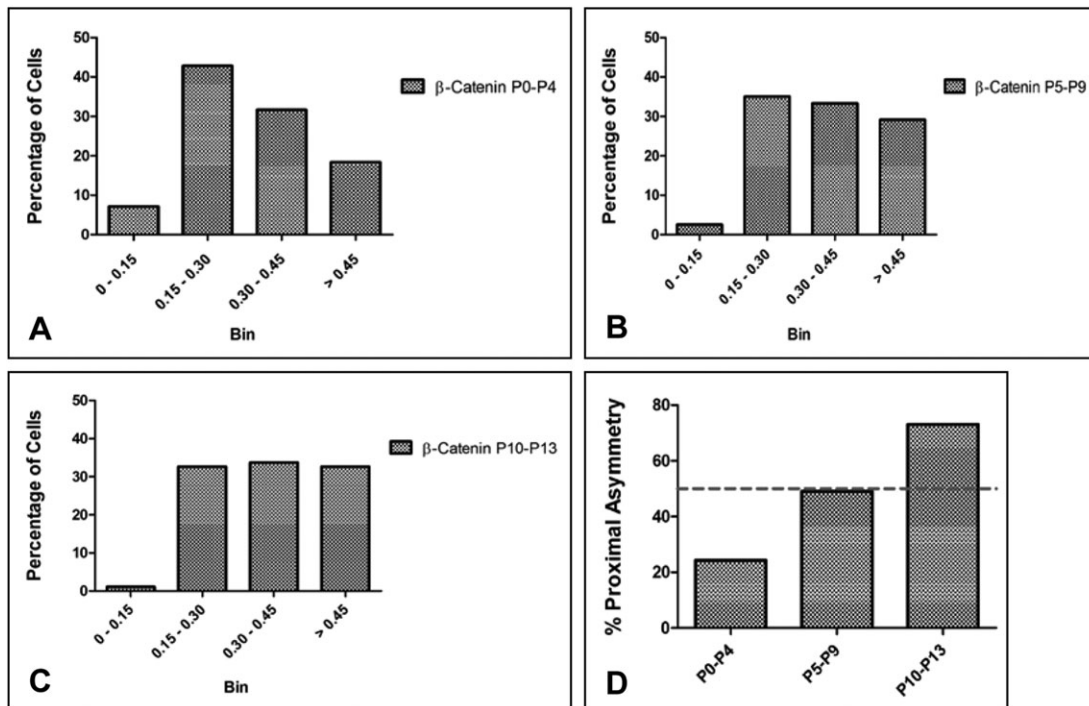 50
40
30
20
10
0
Percentage of Cells
β-Catenin P0-P4
0 - 0.15
0.15 - 0.30
0.30 - 0.45
> 0.45
Bin
A
50
40
30
20
10
0
Percentage of Cells
β-Catenin P5-P9
0 - 0.15
0.15 - 0.30
0.30 - 0.45
> 0.45
Bin
B
50
40
30
20
10
0
Percentage of Cells
β-Catenin P10-P13
0 - 0.15
0.15 - 0.30
0.30 - 0.45
> 0.45
Bin
C
80
60
40
20
0
% Proximal Asymmetry
P0-P4
P5-P9
P10-P13
D